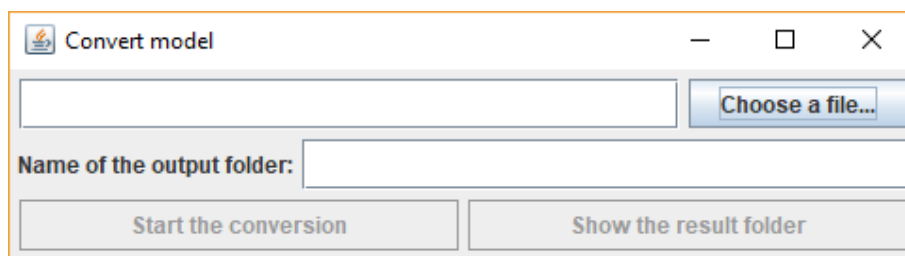 Convert model
Choose a file...
Name of the output folder:
Start the conversion Show the result folder